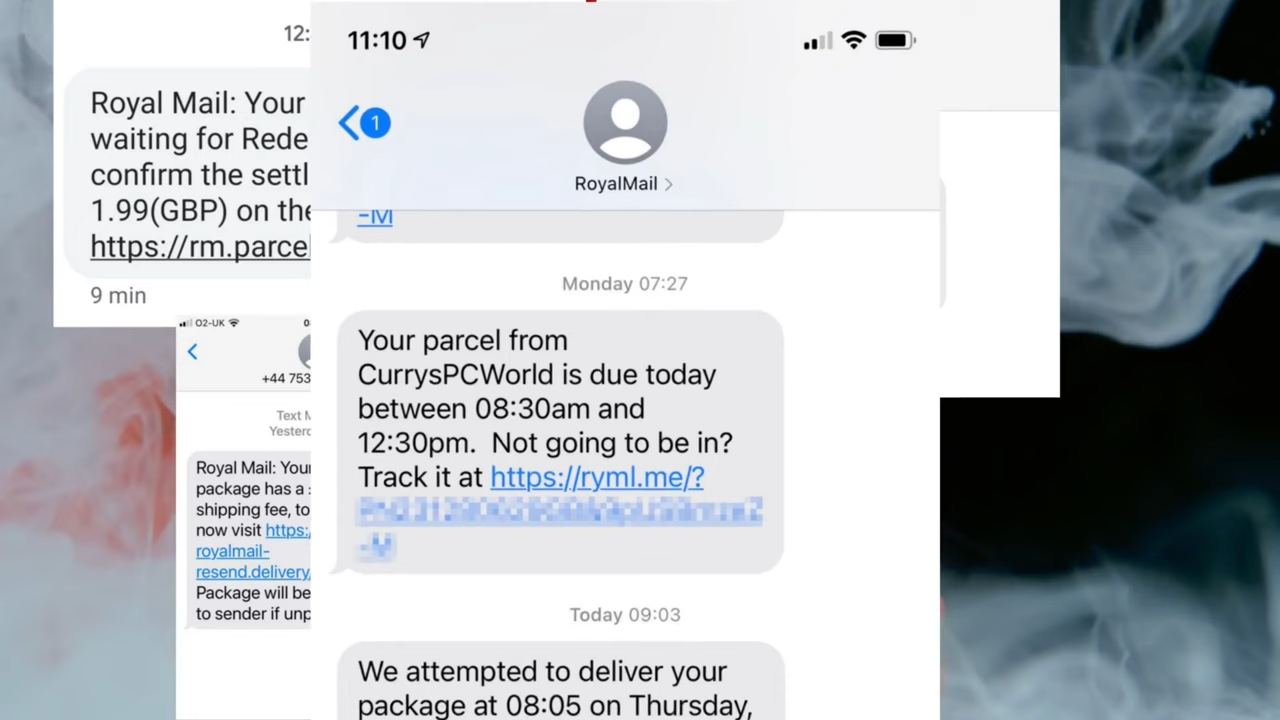 12:
Royal Mail: Your
waiting for Rede
confirm the settl
1.99(GBP) on the
https://rm.parcel
9 min
O2-UK
0
+44 753
Text M
Yesterd
Royal Mail: Your
package has a s
shipping fee, to
now visit https:/
royalmail-
resend.delivery/
Package will be
to sender if unp
11:10
1
RoyalMail
-M
Monday 07:27
Your parcel from
CurrysPCWorld is due today
between 08:30am and
12:30pm. Not going to be in?
Track it at https://ryml.me/?
-M
Today 09:03
We attempted to deliver your
package at 08:05 on Thursday,